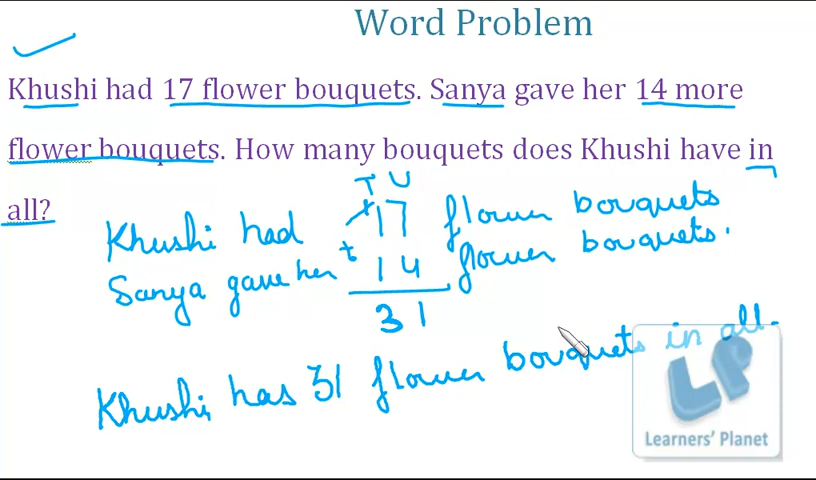 Word Problem
Khushi had 17 flower bouquets. Sanya gave her 14 more
flower bouquets. How many bouquets does Khushi have in
all?
T U
Khushi had 17 flower bouquets
Sanya gave her + 14 flower bouquets.
31
Khushi has 31 flower bouquets in all.
LP
Learners' Planet